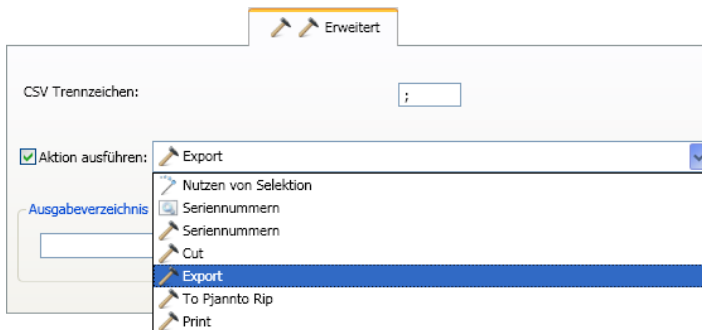 Erweitert
CSV Trennzeichen: ;
Aktion ausführen: Export
Nutzen von Selektion
Ausgabeverzeichnis Seriennummern
Seriennummern
Cut
Export
To Pjannto Rip
Print